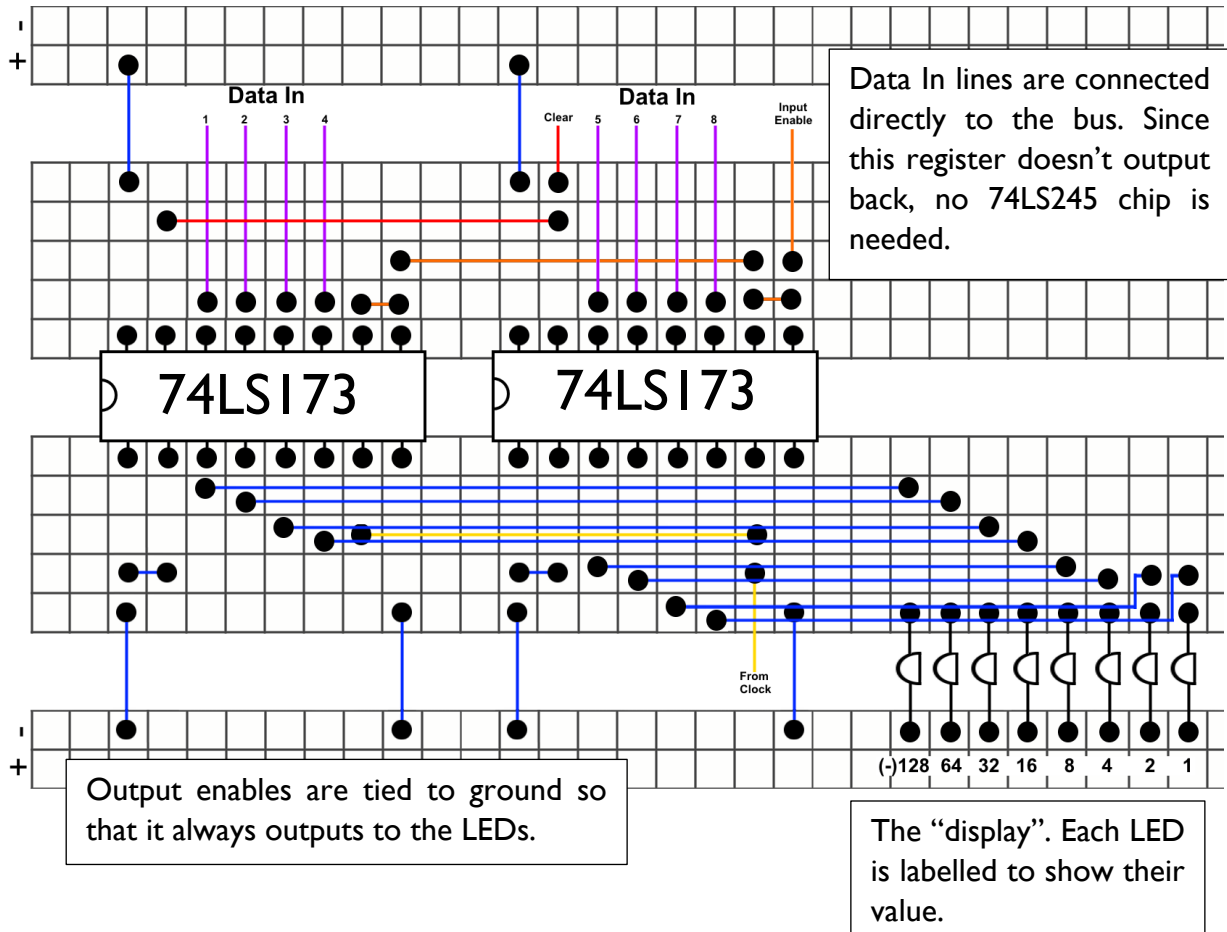 -
+
Data In
Data In
1 2 3 4
Clear
5 6 7 8
Input
Enable
Data In lines are connected
directly to the bus. Since
this register doesn’t output
back, no 74LS245 chip is
needed.
74LS173
74LS173
From
Clock
-
+
(-)128 64 32 16 8 4 2 1
Output enables are tied to ground so
that it always outputs to the LEDs.
The “display”. Each LED
is labelled to show their
value.